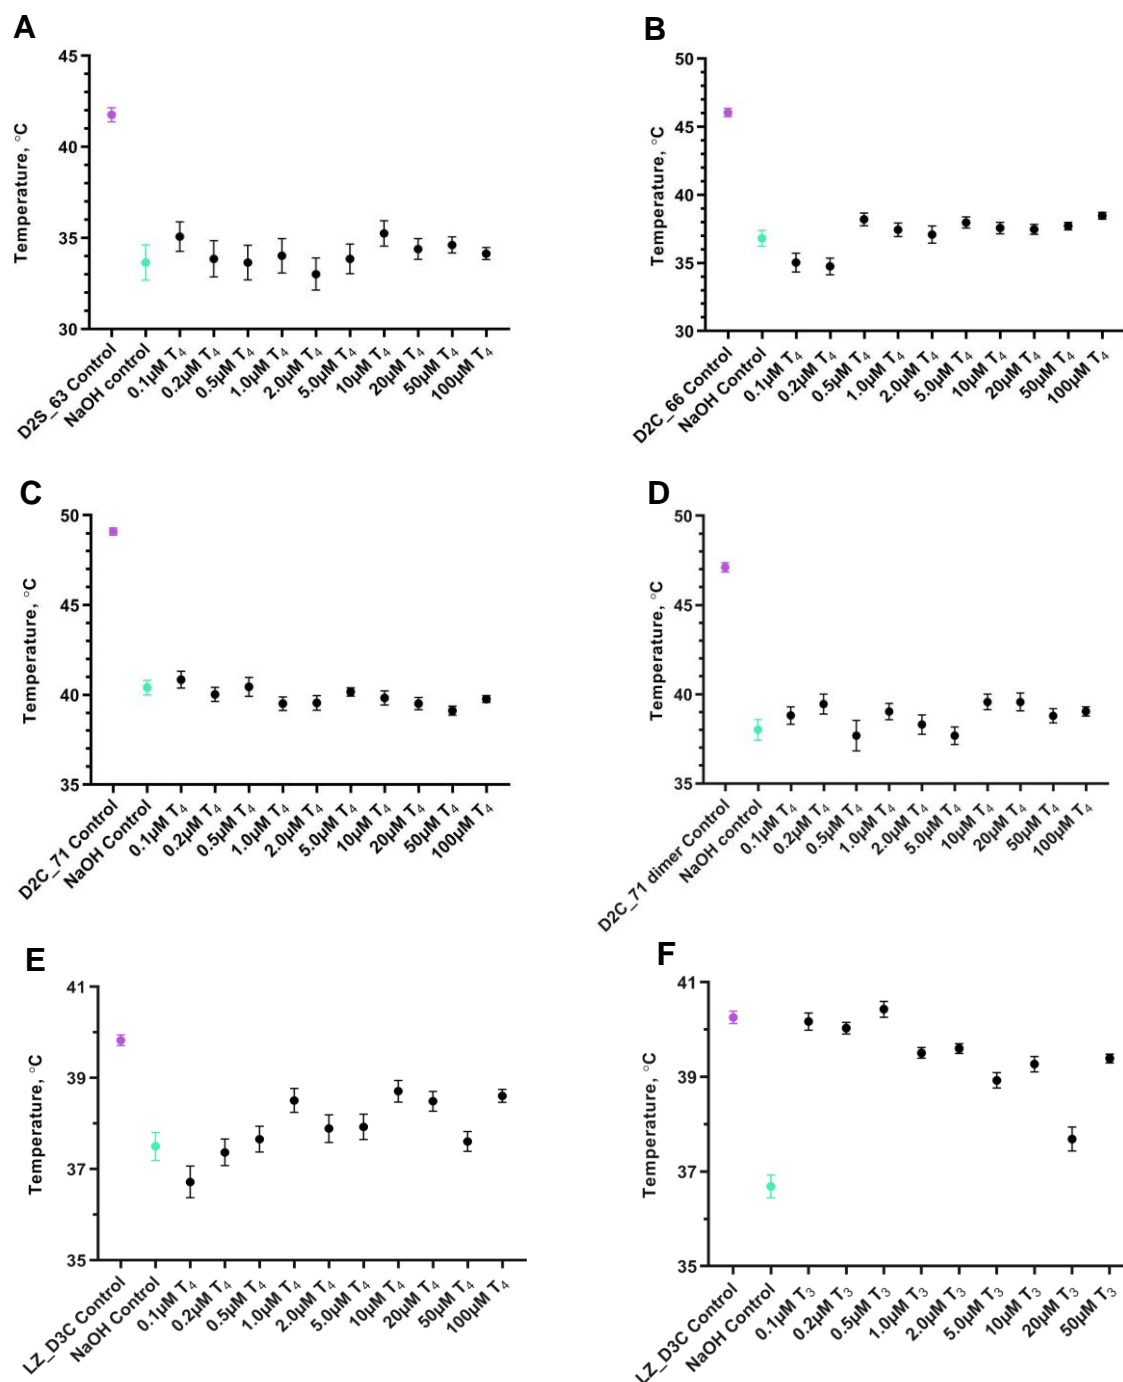 A
45
40
35
30
Temperature, °C
D2S_63 Control
NaOH control
0.1µM T₄
0.2µM T₄
0.5µM T₄
1.0µM T₄
2.0µM T₄
5.0µM T₄
10µM T₄
20µM T₄
50µM T₄
100µM T₄
B
50
45
40
35
30
Temperature, °C
D2C_66 Control
NaOH Control
0.1µM T₄
0.2µM T₄
0.5µM T₄
1.0µM T₄
2.0µM T₄
5.0µM T₄
10µM T₄
20µM T₄
50µM T₄
100µM T₄
C
50
45
40
35
Temperature, °C
D2C_71 Control
NaOH Control
0.1µM T₄
0.2µM T₄
0.5µM T₄
1.0µM T₄
2.0µM T₄
5.0µM T₄
10µM T₄
20µM T₄
50µM T₄
100µM T₄
D
50
45
40
35
Temperature, °C
D2C_71 dimer Control
NaOH control
0.1µM T₄
0.2µM T₄
0.5µM T₄
1.0µM T₄
2.0µM T₄
5.0µM T₄
10µM T₄
20µM T₄
50µM T₄
100µM T₄
E
41
39
37
35
Temperature, °C
LZ_D3C Control
NaOH Control
0.1µM T₄
0.2µM T₄
0.5µM T₄
1.0µM T₄
2.0µM T₄
5.0µM T₄
10µM T₄
20µM T₄
50µM T₄
100µM T₄
F
41
39
37
35
Temperature, °C
LZ_D3C Control
NaOH Control
0.1µM T₃
0.2µM T₃
0.5µM T₃
1.0µM T₃
2.0µM T₃
5.0µM T₃
10µM T₃
20µM T₃
50µM T₃